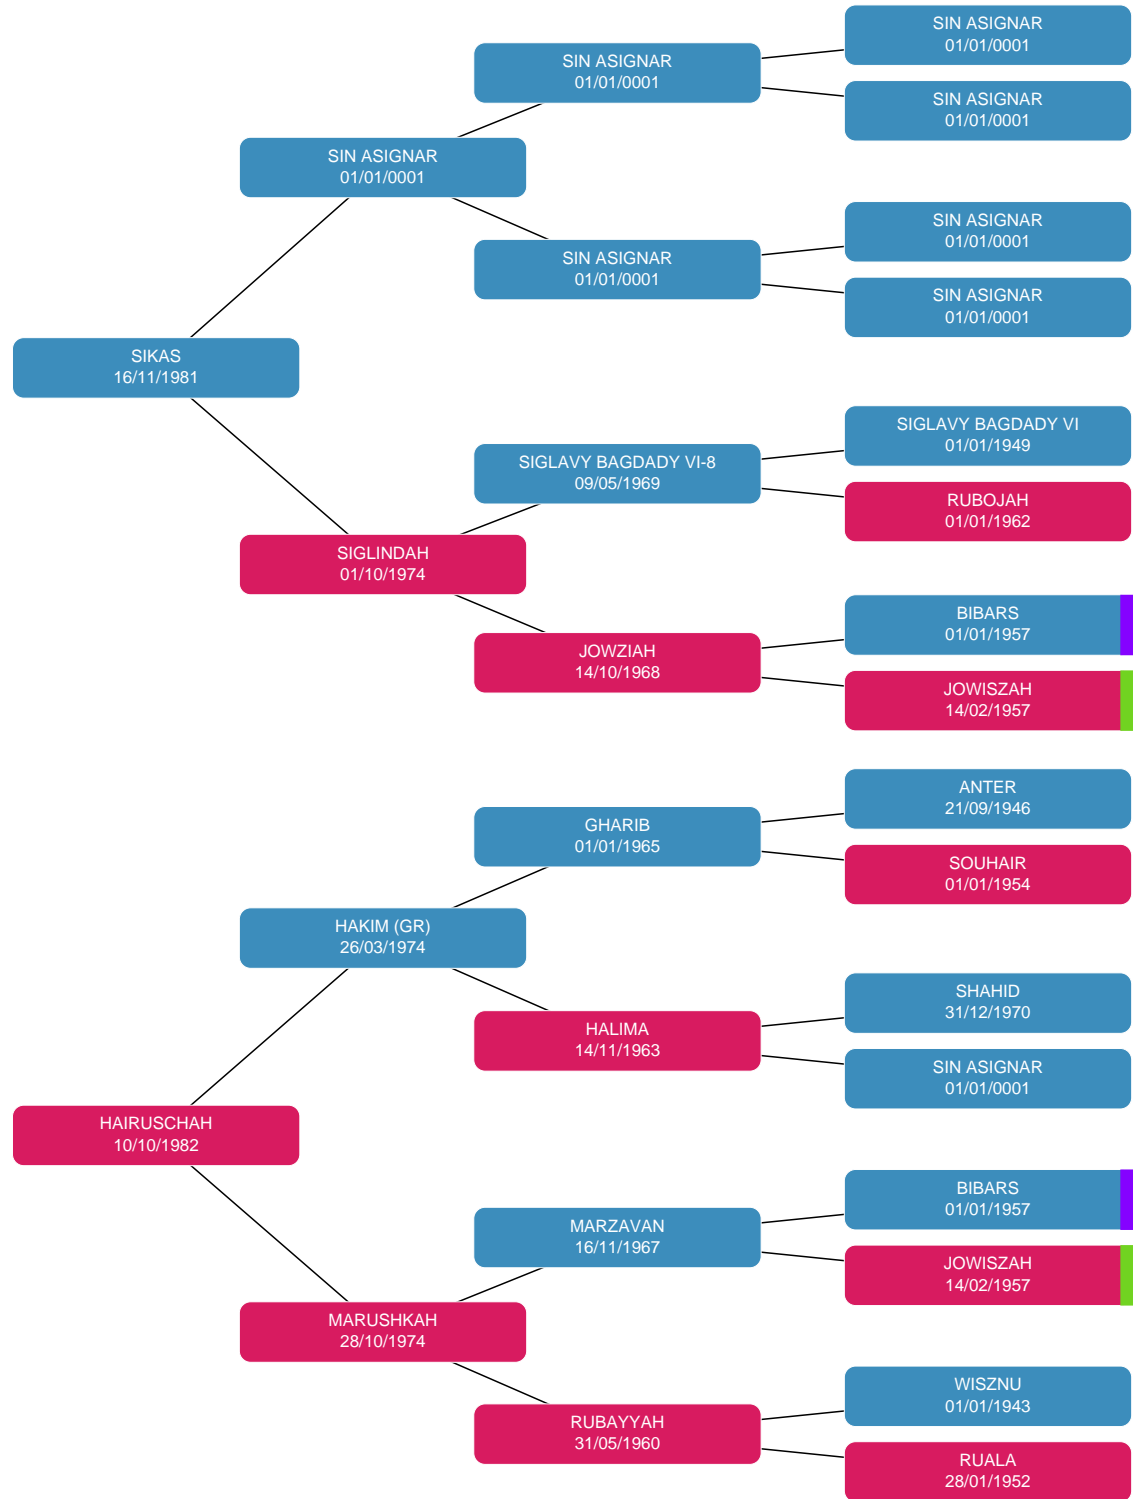 SIN ASIGNAR
01/01/0001
SIN ASIGNAR
01/01/0001
SIN ASIGNAR
01/01/0001
SIN ASIGNAR
01/01/0001
SIN ASIGNAR
01/01/0001
SIN ASIGNAR
01/01/0001
SIN ASIGNAR
01/01/0001
SIKAS
16/11/1981
SIGLAVY BAGDADY VI
01/01/1949
SIGLAVY BAGDADY VI-8
09/05/1969
RUBOJAH
01/01/1962
SIGLINDAH
01/10/1974
BIBARS
01/01/1957
JOWZIAH
14/10/1968
JOWISZAH
14/02/1957
ANTER
21/09/1946
GHARIB
01/01/1965
SOUHAIR
01/01/1954
HAKIM (GR)
26/03/1974
SHAHID
31/12/1970
HALIMA
14/11/1963
SIN ASIGNAR
01/01/0001
HAIRUSCHAH
10/10/1982
BIBARS
01/01/1957
MARZAVAN
16/11/1967
JOWISZAH
14/02/1957
MARUSHKAH
28/10/1974
WISZNU
01/01/1943
RUBAYYAH
31/05/1960
RUALA
28/01/1952